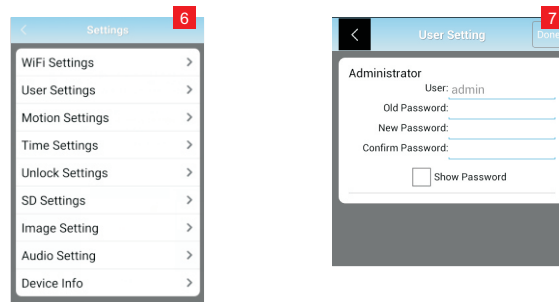 Settings
6
WiFi Settings
User Settings
Motion Settings
Time Settings
Unlock Settings
SD Settings
Image Setting
Audio Setting
Device Info
User Setting
Done
7
Administrator
User: admin
Old Password:
New Password:
Confirm Password:
Show Password